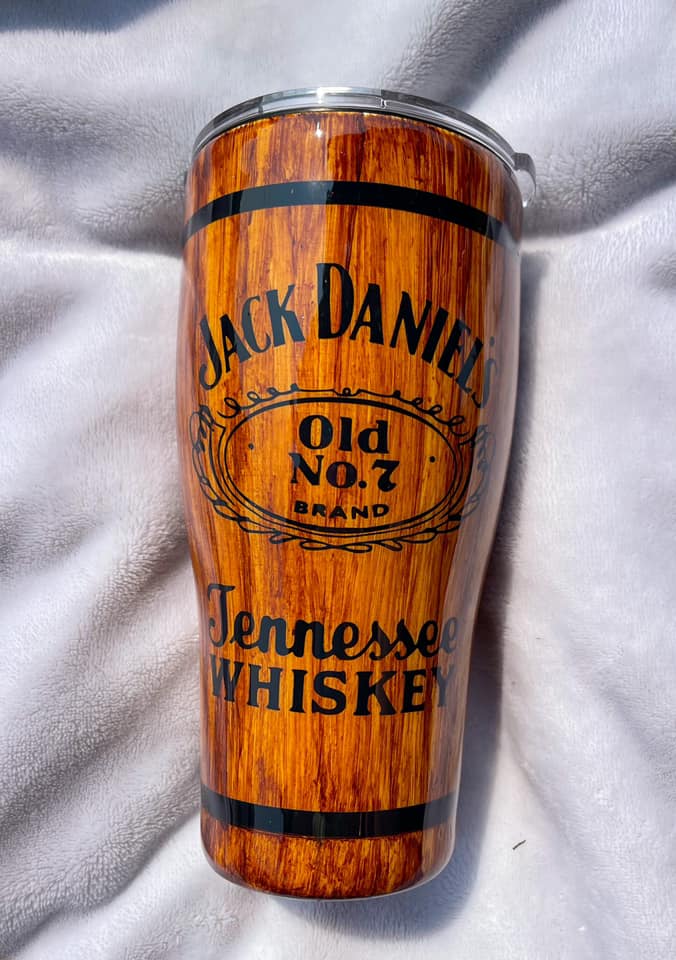 Jack Daniel's
Old
No.7
BRAND
Tennessee
WHISKEY